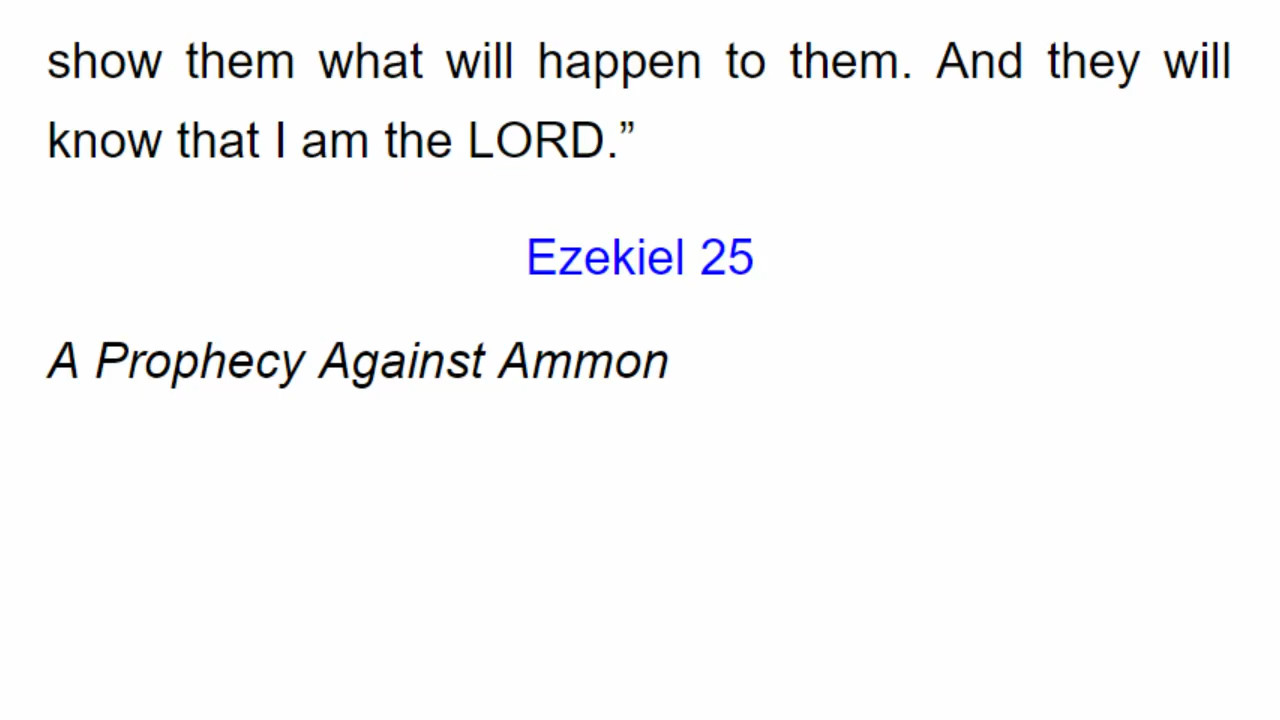 show them what will happen to them. And they will
know that I am the LORD.”
Ezekiel 25
A Prophecy Against Ammon